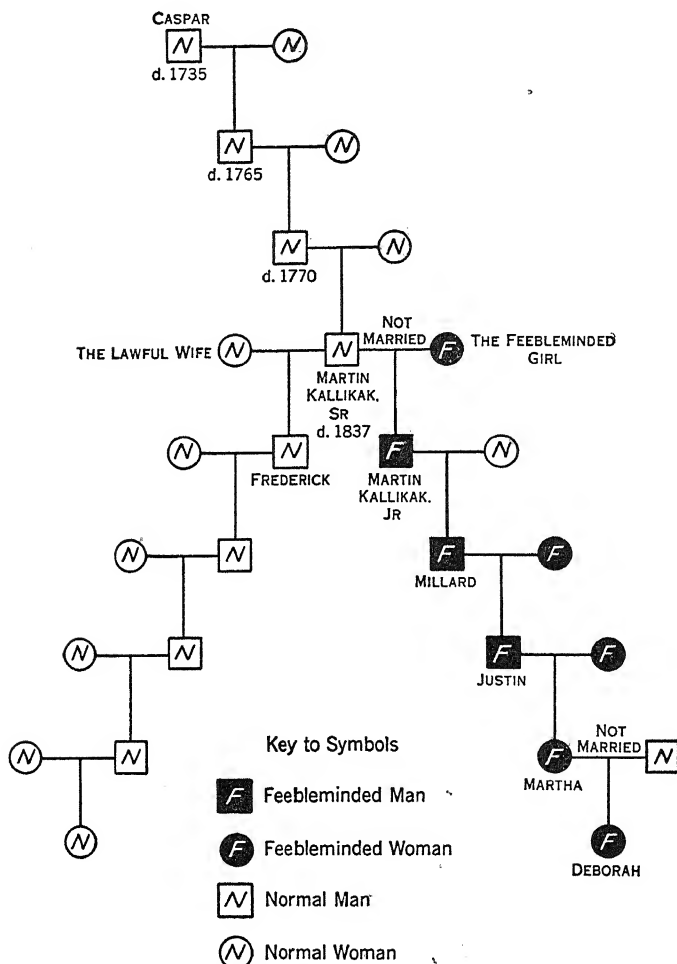 CASPAR
N N
d. 1735
N N
d. 1765
N N
d. 1770
NOT
MARRIED
THE LAWFUL WIFE N N F THE FEEBLEMINDED
GIRL
MARTIN
KALLIKAK,
SR
d. 1837
N N F N
FREDERICK
MARTIN
KALLIKAK,
JR
N N F F
MILLARD
N N F F
JUSTIN
NOT
MARRIED
N N F N
MARTHA
N F
DEBORAH
Key to Symbols
F Feebleminded Man
F Feebleminded Woman
N Normal Man
N Normal Woman